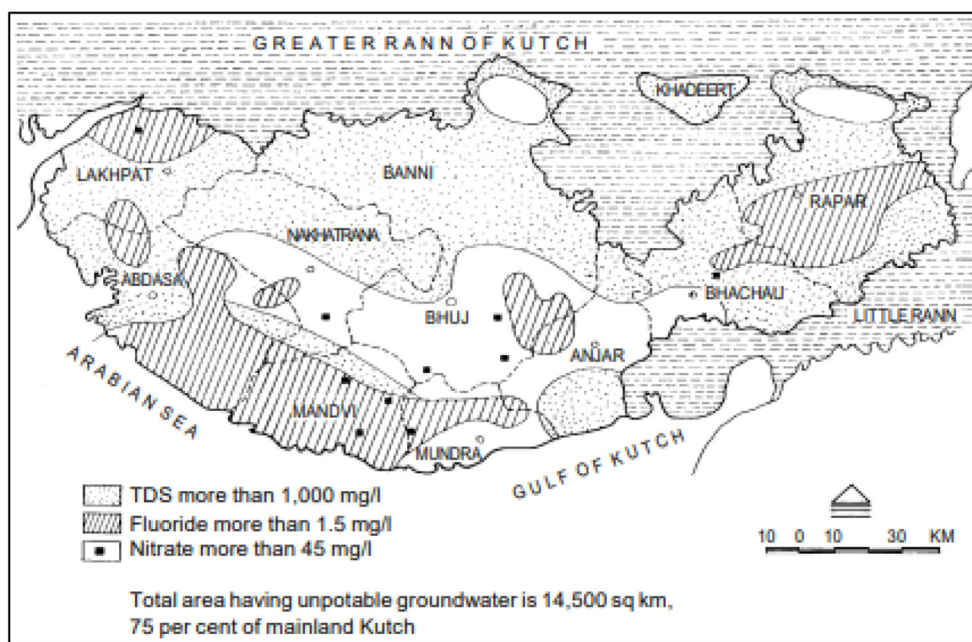 GREATER RANN OF KUTCH
KHADEERT
LAKHPAT
BANNI
RAPAR
NAKHATRANA
ABDASA
BHACHAU
BHUJ
LITTLE RANN
ANJAR
ARABIAN SEA
MANDVI
MUNDRA
GULF OF KUTCH
TDS more than 1,000 mg/l
Fluoride more than 1.5 mg/l
Nitrate more than 45 mg/l
10 0 10 30 KM
Total area having unpotable groundwater is 14,500 sq km,
75 per cent of mainland Kutch